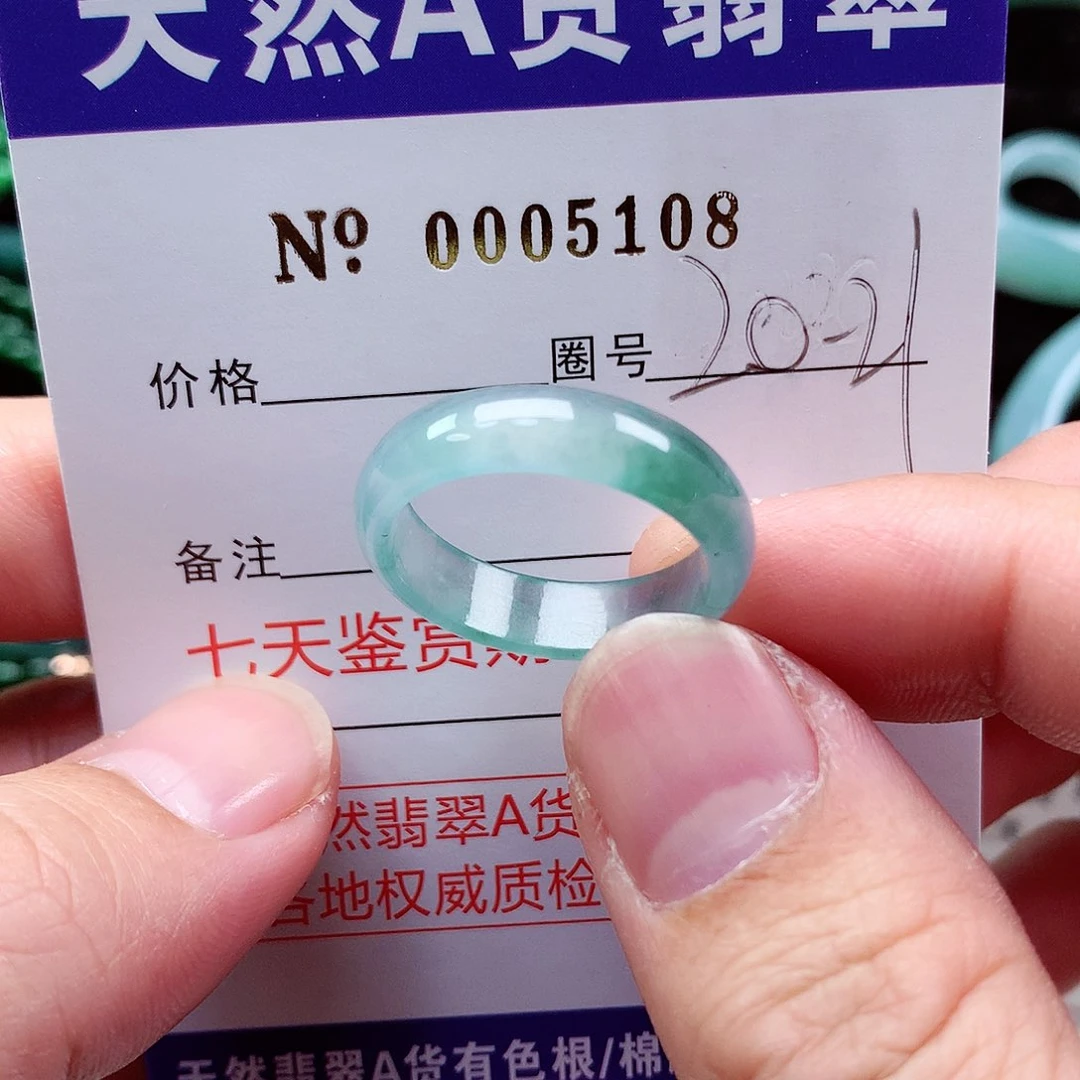 天然A货翡翠
№ 0005108
价格 圈号 20-21
备注
七天鉴赏期
然翡翠A货
各地权威质检
天然翡翠A货有色根/棉